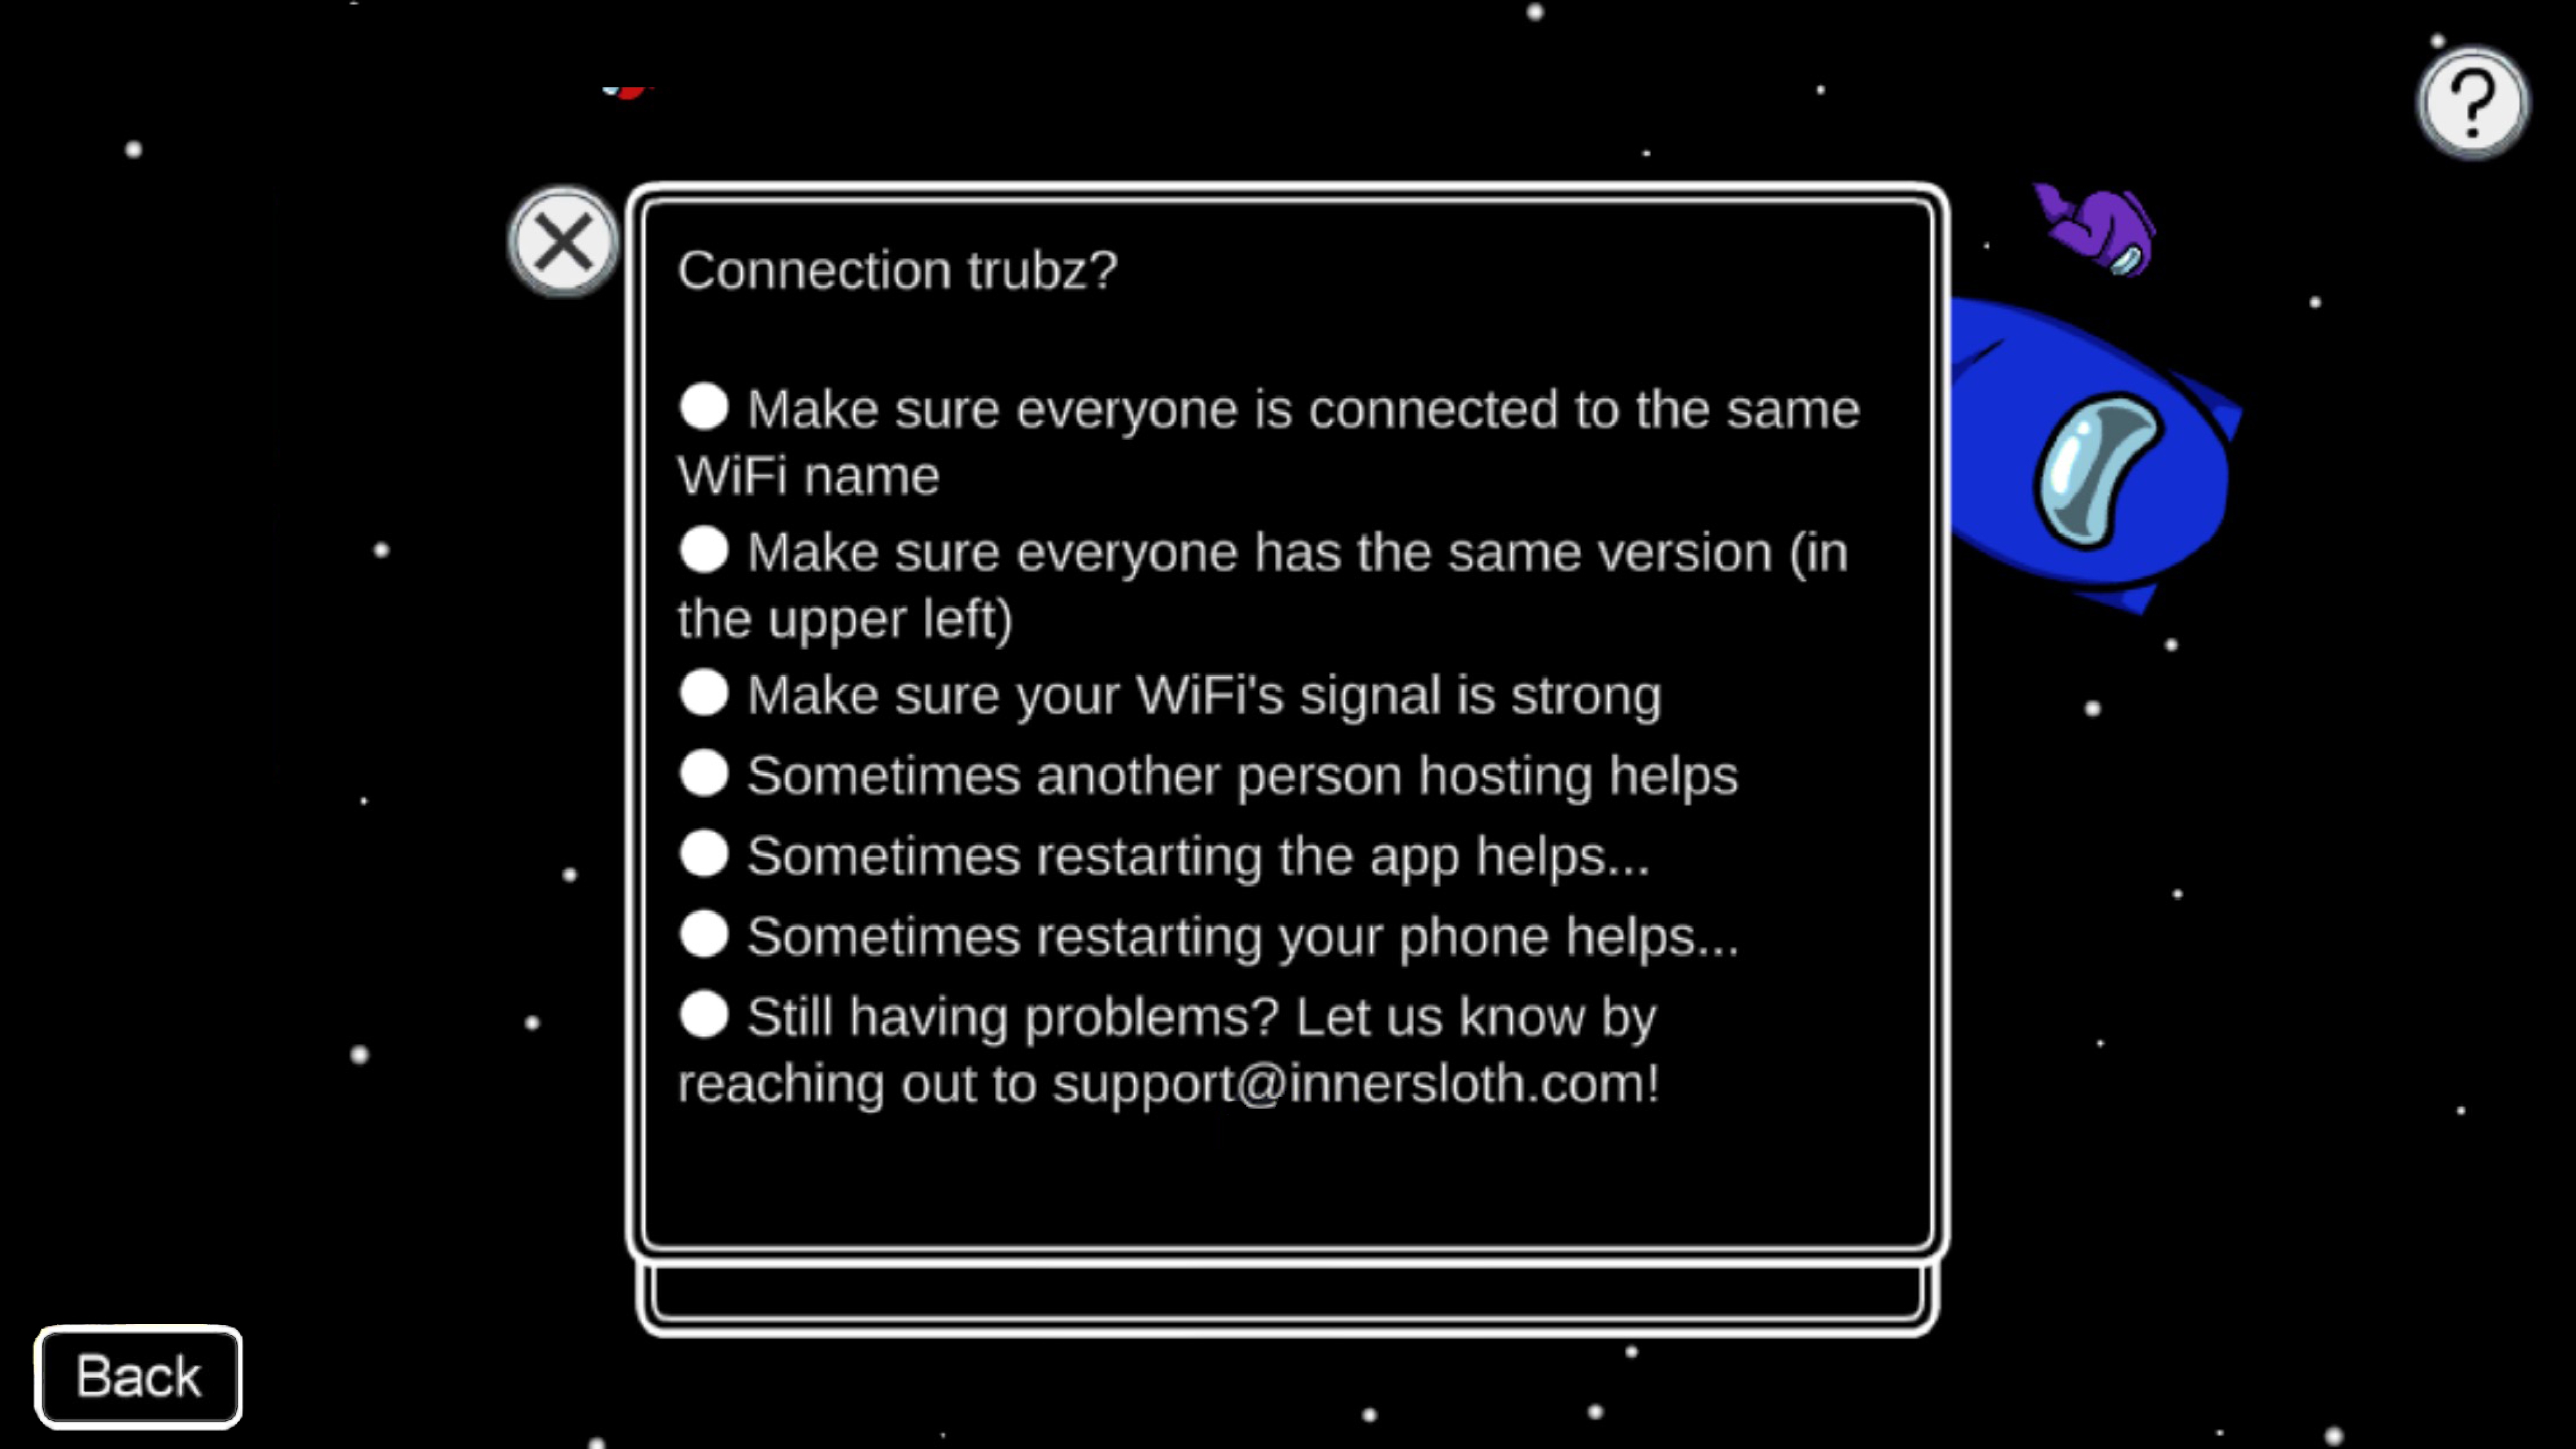 ?
Connection trubz?
● Make sure everyone is connected to the same
WiFi name
● Make sure everyone has the same version (in
the upper left)
● Make sure your WiFi's signal is strong
● Sometimes another person hosting helps
● Sometimes restarting the app helps...
● Sometimes restarting your phone helps...
● Still having problems? Let us know by
reaching out to support@innersloth.com!
Back